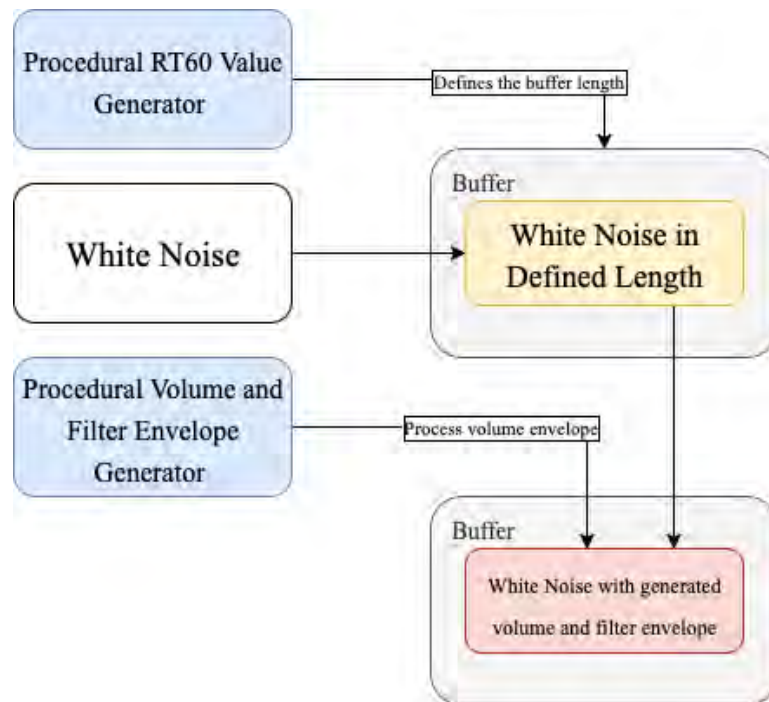 Procedural RT60 Value
Generator
Defines the buffer length
Buffer
White Noise
White Noise in
Defined Length
Procedural Volume and
Filter Envelope
Generator
Process volume envelope
Buffer
White Noise with generated
volume and filter envelope